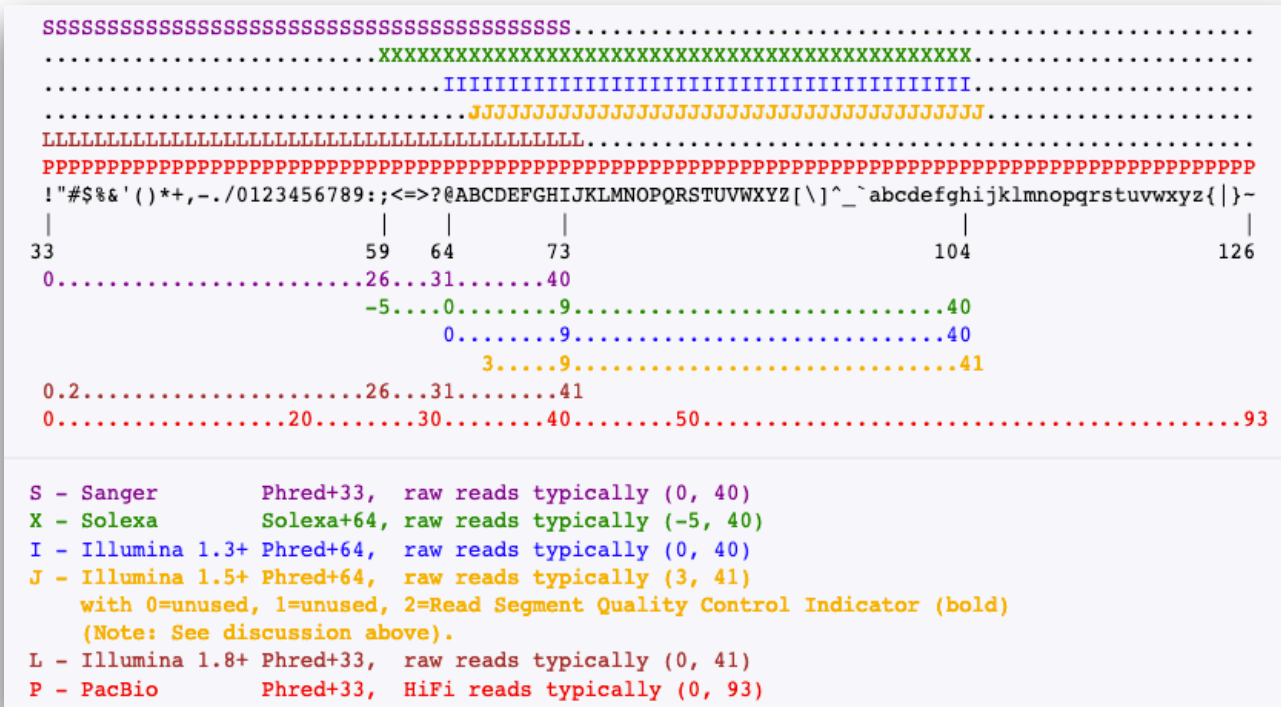 SSSSSSSSSSSSSSSSSSSSSSSSSSSSSSSSSSSSSSSSS.....................................................
..........................XXXXXXXXXXXXXXXXXXXXXXXXXXXXXXXXXXXXXXXXXXXXXX......................
...............................IIIIIIIIIIIIIIIIIIIIIIIIIIIIIIIIIIIIIIIII......................
.................................JJJJJJJJJJJJJJJJJJJJJJJJJJJJJJJJJJJJJJJJ.....................
LLLLLLLLLLLLLLLLLLLLLLLLLLLLLLLLLLLLLLLLLL....................................................
PPPPPPPPPPPPPPPPPPPPPPPPPPPPPPPPPPPPPPPPPPPPPPPPPPPPPPPPPPPPPPPPPPPPPPPPPPPPPPPPPPPPPPPPPPPPPP
!"#$%&'()*+,-./0123456789:;<=>?@ABCDEFGHIJKLMNOPQRSTUVWXYZ[\]^_`abcdefghijklmnopqrstuvwxyz{|}~
| | | | | |
33 59 64 73 104 126
0........................26...31.......40
-5....0........9.............................40
0........9.............................40
3.....9..............................41
0.2......................26...31........41
0..................20........30........40........50..........................................93
S - Sanger Phred+33, raw reads typically (0, 40)
X - Solexa Solexa+64, raw reads typically (-5, 40)
I - Illumina 1.3+ Phred+64, raw reads typically (0, 40)
J - Illumina 1.5+ Phred+64, raw reads typically (3, 41)
with 0=unused, 1=unused, 2=Read Segment Quality Control Indicator (bold)
(Note: See discussion above).
L - Illumina 1.8+ Phred+33, raw reads typically (0, 41)
P - PacBio Phred+33, HiFi reads typically (0, 93)